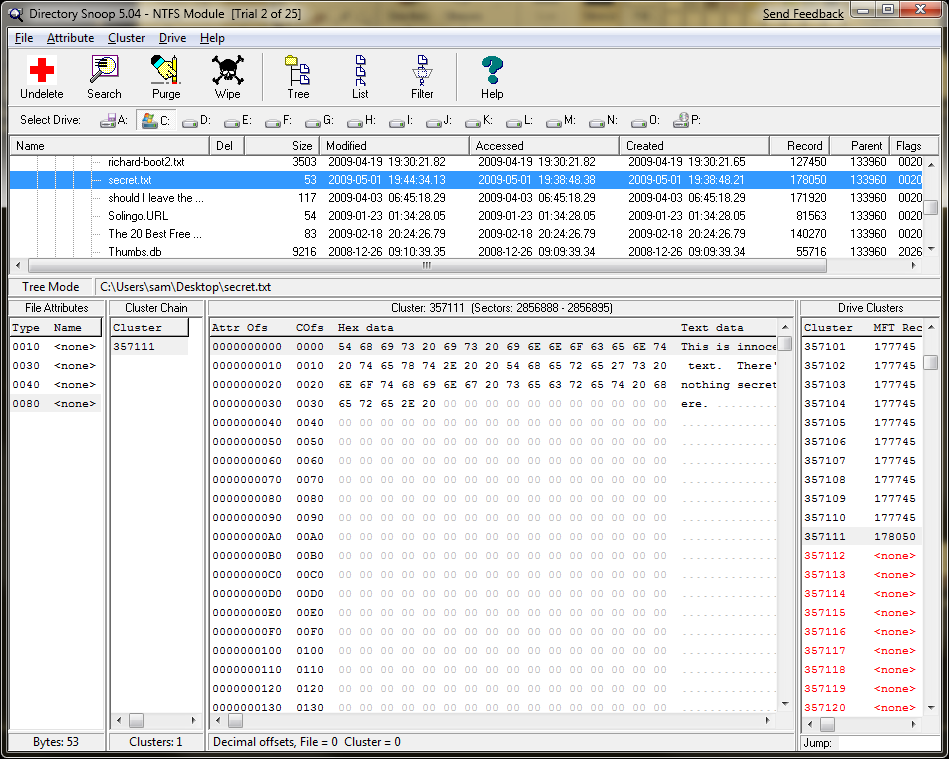 Directory Snoop 5.04 - NTFS Module [Trial 2 of 25] Send Feedback
File Attribute Cluster Drive Help
Undelete Search Purge Wipe Tree List Filter Help
Select Drive: A: C: D: E: F: G: H: I: J: K: L: M: N: O: P:
Name Del Size Modified Accessed Created Record Parent Flags
richard-boot2.txt 3503 2009-04-19 19:30:21.82 2009-04-19 19:30:20.82 2009-04-19 19:30:21.65 127450 133960 0020
secret.txt 53 2009-05-01 19:44:34.13 2009-05-01 19:38:48.38 2009-05-01 19:38:48.21 178050 133960 0020
should I leave the ... 117 2009-04-03 06:45:18.29 2009-04-03 06:45:18.29 2009-04-03 06:45:18.29 171920 133960 0020
Solingo.URL 54 2009-01-23 01:34:28.05 2009-01-23 01:34:28.05 2009-01-23 01:34:28.05 81563 133960 0020
The 20 Best Free ... 83 2009-02-18 20:24:26.79 2009-02-18 20:24:26.79 2009-02-18 20:24:26.79 140270 133960 0020
Thumbs.db 9216 2008-12-26 09:10:39.35 2008-12-26 09:09:39.34 2008-12-26 09:09:39.34 55716 133960 2026
Tree Mode C:\Users\sam\Desktop\secret.txt
File Attributes Cluster Chain Cluster: 357111 (Sectors: 2856888 - 2856895) Drive Clusters
Type Name Cluster Attr Ofs COfs Hex data Text data Cluster MFT Rec
0010 <none> 357111 0000000000 0000 54 68 69 73 20 69 73 20 69 6E 6E 6F 63 65 6E 74 This is innoce 357101 177745
0030 <none> 0000000010 0010 20 74 65 78 74 2E 20 20 54 68 65 72 65 27 73 20 text. There' 357102 177745
0040 <none> 0000000020 0020 6E 6F 74 68 69 6E 67 20 73 65 63 72 65 74 20 68 nothing secret 357103 177745
0080 <none> 0000000030 0030 65 72 65 2E 20 00 00 00 00 00 00 00 00 00 00 00 ere. ......... 357104 177745
0000000040 0040 00 00 00 00 00 00 00 00 00 00 00 00 00 00 00 00 .............. 357105 177745
0000000050 0050 00 00 00 00 00 00 00 00 00 00 00 00 00 00 00 00 .............. 357106 177745
0000000060 0060 00 00 00 00 00 00 00 00 00 00 00 00 00 00 00 00 .............. 357107 177745
0000000070 0070 00 00 00 00 00 00 00 00 00 00 00 00 00 00 00 00 .............. 357108 177745
0000000080 0080 00 00 00 00 00 00 00 00 00 00 00 00 00 00 00 00 .............. 357109 177745
0000000090 0090 00 00 00 00 00 00 00 00 00 00 00 00 00 00 00 00 .............. 357110 177745
00000000A0 00A0 00 00 00 00 00 00 00 00 00 00 00 00 00 00 00 00 .............. 357111 178050
00000000B0 00B0 00 00 00 00 00 00 00 00 00 00 00 00 00 00 00 00 .............. 357112 <none>
00000000C0 00C0 00 00 00 00 00 00 00 00 00 00 00 00 00 00 00 00 .............. 357113 <none>
00000000D0 00D0 00 00 00 00 00 00 00 00 00 00 00 00 00 00 00 00 .............. 357114 <none>
00000000E0 00E0 00 00 00 00 00 00 00 00 00 00 00 00 00 00 00 00 .............. 357115 <none>
00000000F0 00F0 00 00 00 00 00 00 00 00 00 00 00 00 00 00 00 00 .............. 357116 <none>
0000000100 0100 00 00 00 00 00 00 00 00 00 00 00 00 00 00 00 00 .............. 357117 <none>
0000000110 0110 00 00 00 00 00 00 00 00 00 00 00 00 00 00 00 00 .............. 357118 <none>
0000000120 0120 00 00 00 00 00 00 00 00 00 00 00 00 00 00 00 00 .............. 357119 <none>
0000000130 0130 00 00 00 00 00 00 00 00 00 00 00 00 00 00 00 00 .............. 357120 <none>
Bytes: 53 Clusters: 1 Decimal offsets, File = 0 Cluster = 0 Jump: